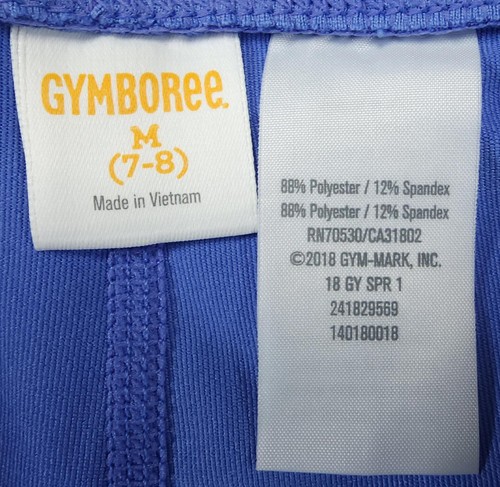 GYMBOREE
M
(7-8)
Made in Vietnam
88% Polyester / 12% Spandex
88% Polyester / 12% Spandex
RN70530/CA31802
©2018 GYM-MARK, INC.
18 GY SPR 1
241829569
140180018